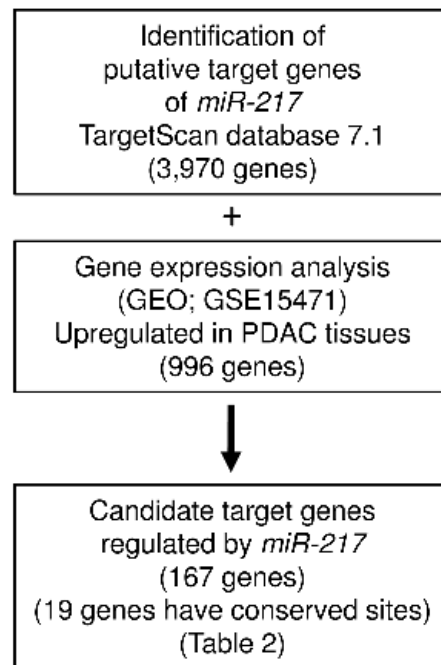 Identification of
putative target genes
of miR-217
TargetScan database 7.1
(3,970 genes)
+
Gene expression analysis
(GEO; GSE15471)
Upregulated in PDAC tissues
(996 genes)
Candidate target genes
regulated by miR-217
(167 genes)
(19 genes have conserved sites)
(Table 2)